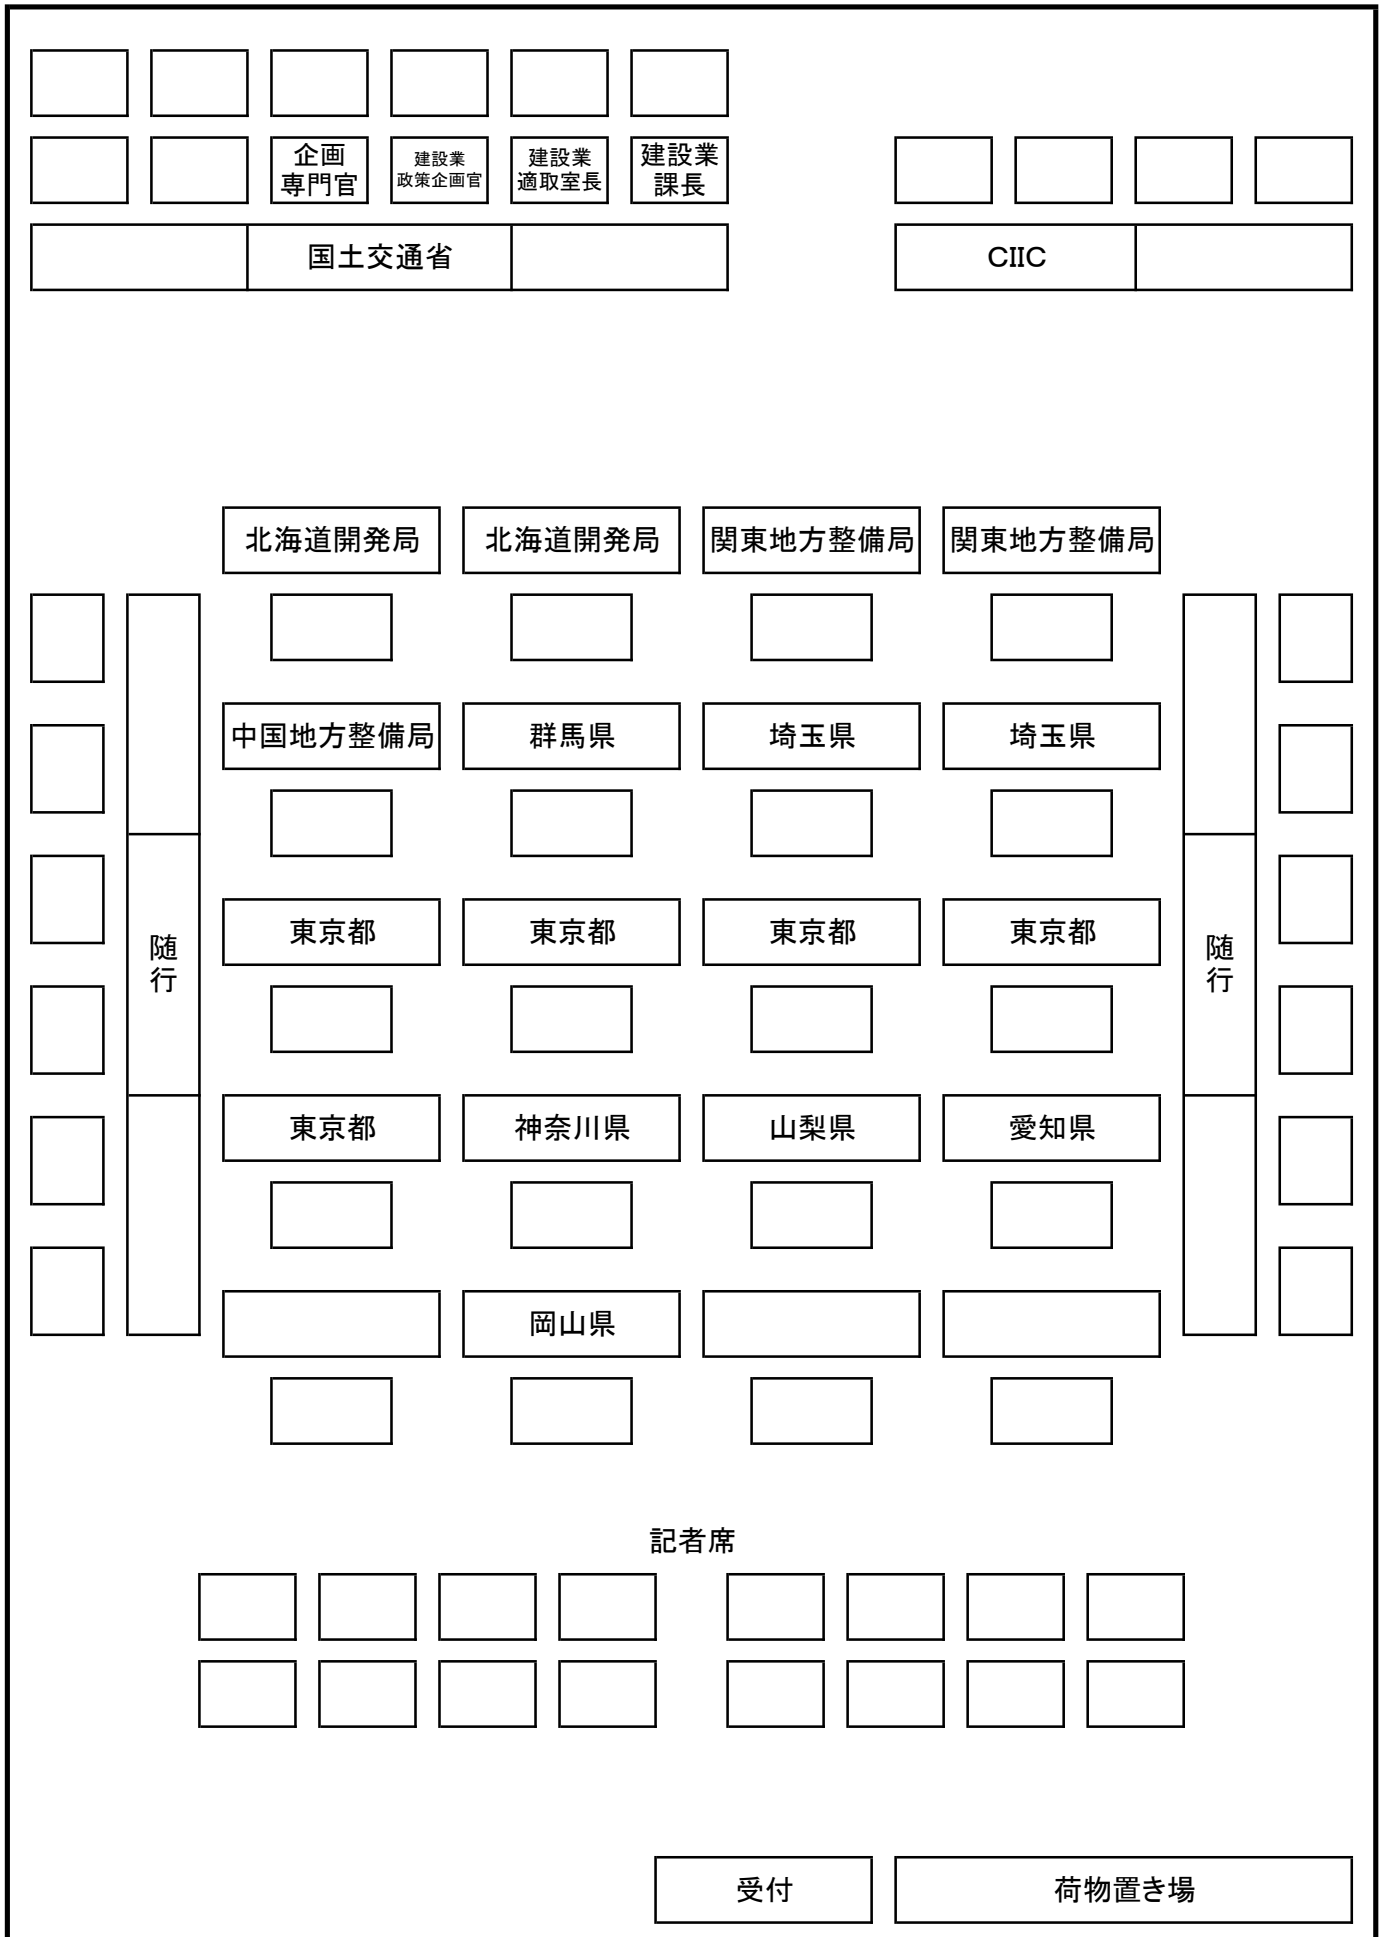 企画
専門官
建設業
政策企画官
建設業
適取室長
建設業
課長
国土交通省
CIIC
北海道開発局
北海道開発局
関東地方整備局
関東地方整備局
中国地方整備局
群馬県
埼玉県
埼玉県
東京都
東京都
東京都
東京都
随
行
随
行
東京都
神奈川県
山梨県
愛知県
岡山県
記者席
受付
荷物置き場